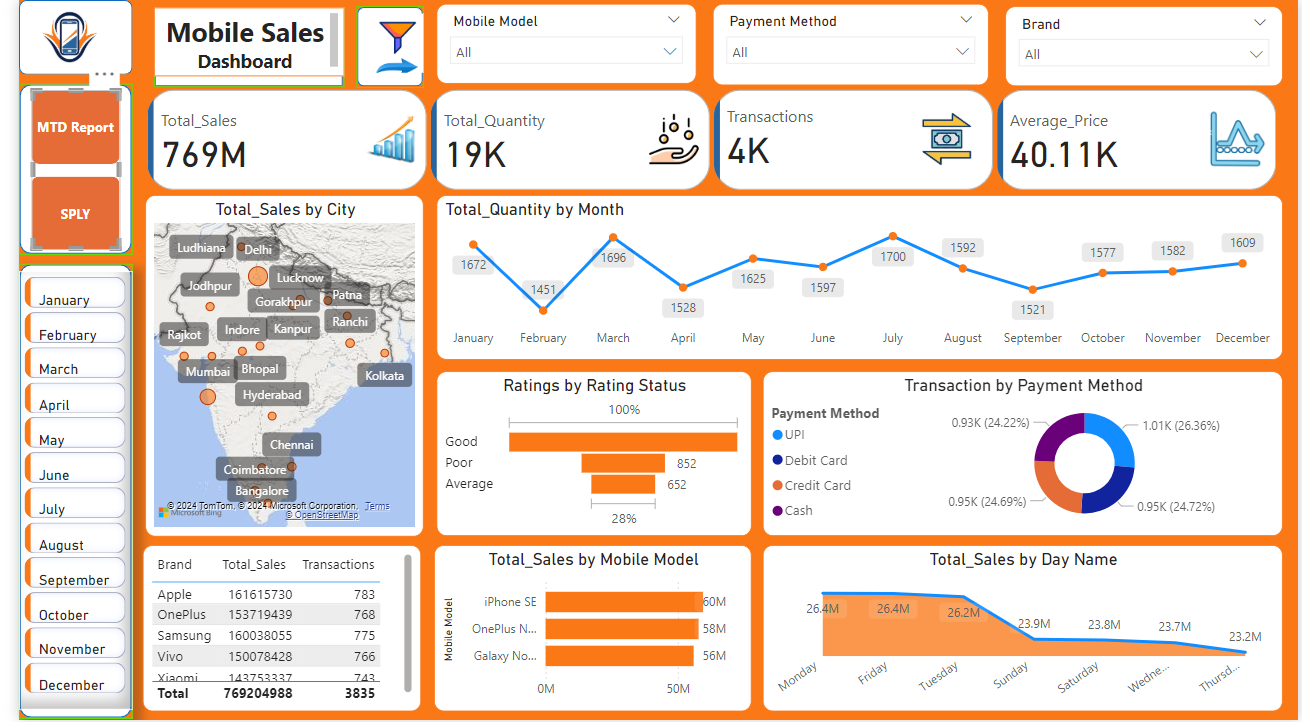 Mobile Sales
Dashboard
Mobile Model
All
Payment Method
All
Brand
All
MTD Report
SPLY
Total_Sales
769M
Total_Quantity
19K
Transactions
4K
Average_Price
40.11K
January
February
March
April
May
June
July
August
September
October
November
December
Total_Sales by City
Ludhiana
Delhi
Lucknow
Jodhpur
Gorakhpur
Patna
Ranchi
Rajkot
Indore
Kanpur
Mumbai
Bhopal
Kolkata
Hyderabad
Chennai
Coimbatore
Bangalore
© 2024 TomTom, © 2024 Microsoft Corporation, Terms
Microsoft Bing
© OpenStreetMap
Total_Quantity by Month
1672
1451
1696
1528
1625
1597
1700
1592
1521
1577
1582
1609
January February March April May June July August September October November December
Ratings by Rating Status
100%
Good
Poor 852
Average 652
28%
Transaction by Payment Method
Payment Method
UPI
Debit Card
Credit Card
Cash
0.93K (24.22%)
1.01K (26.36%)
0.95K (24.69%)
0.95K (24.72%)
Brand Total_Sales Transactions
Apple 161615730 783
OnePlus 153719439 768
Samsung 160038055 775
Vivo 150078428 766
Xiaomi 143753337 743
Total 769204988 3835
Total_Sales by Mobile Model
Mobile Model
iPhone SE 60M
OnePlus N... 58M
Galaxy No... 56M
0M 50M
Total_Sales by Day Name
26.4M
26.4M
26.2M
23.9M
23.8M
23.7M
23.2M
Monday Friday Tuesday Sunday Saturday Wedne... Thursd...